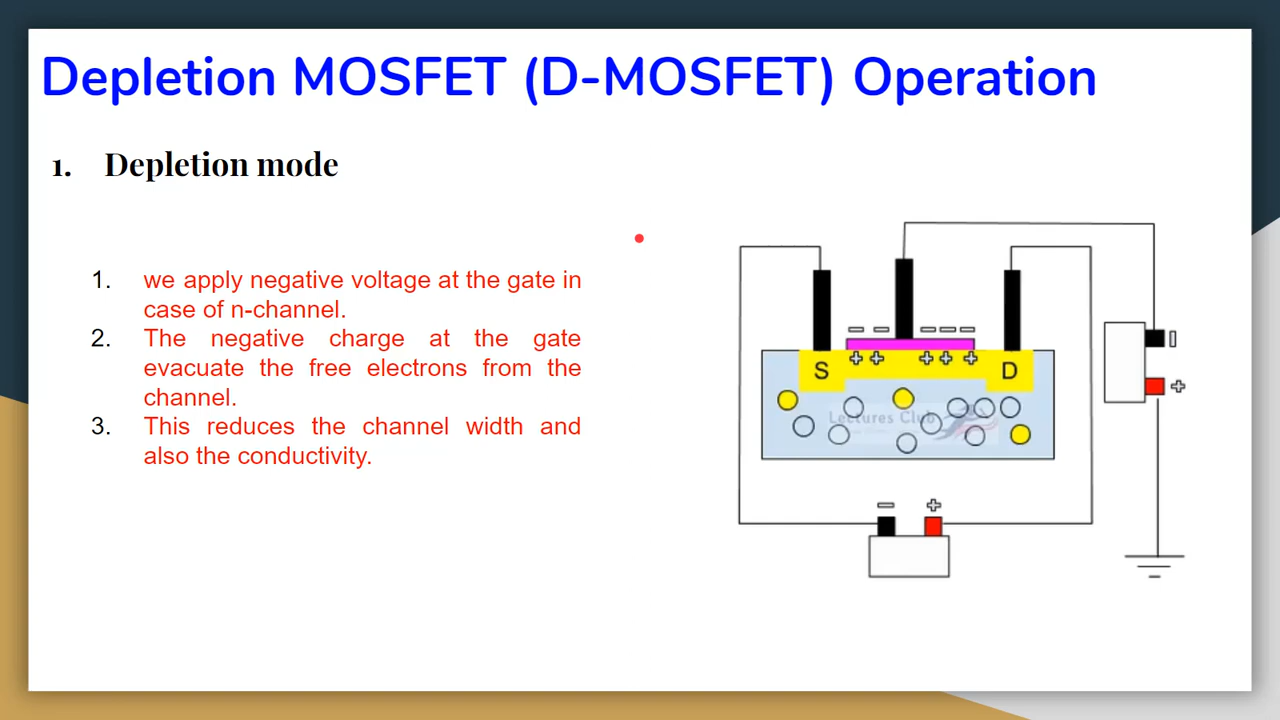 Depletion MOSFET (D-MOSFET) Operation
1. Depletion mode
1. we apply negative voltage at the gate in
case of n-channel.
2. The negative charge at the gate
evacuate the free electrons from the
channel.
3. This reduces the channel width and
also the conductivity.
S
D
Lectures Club